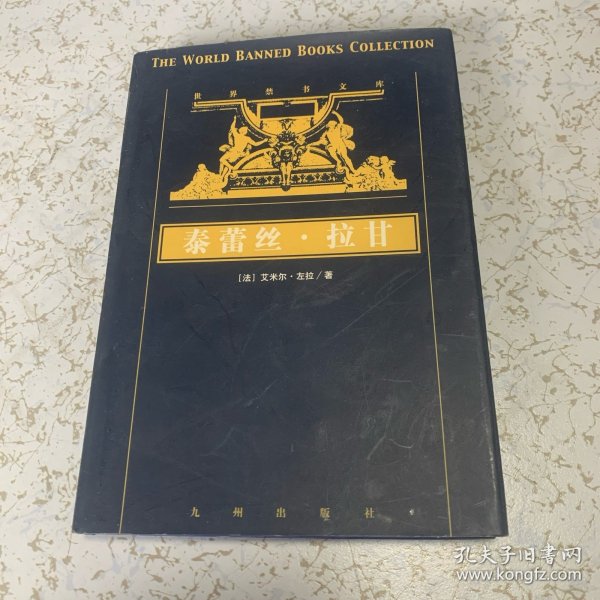 THE WORLD BANNED BOOKS COLLECTION
世界禁书文库
泰蕾丝·拉甘
[法] 艾米尔·左拉/著
九州出版社
孔夫子旧书网
www.kongfz.com